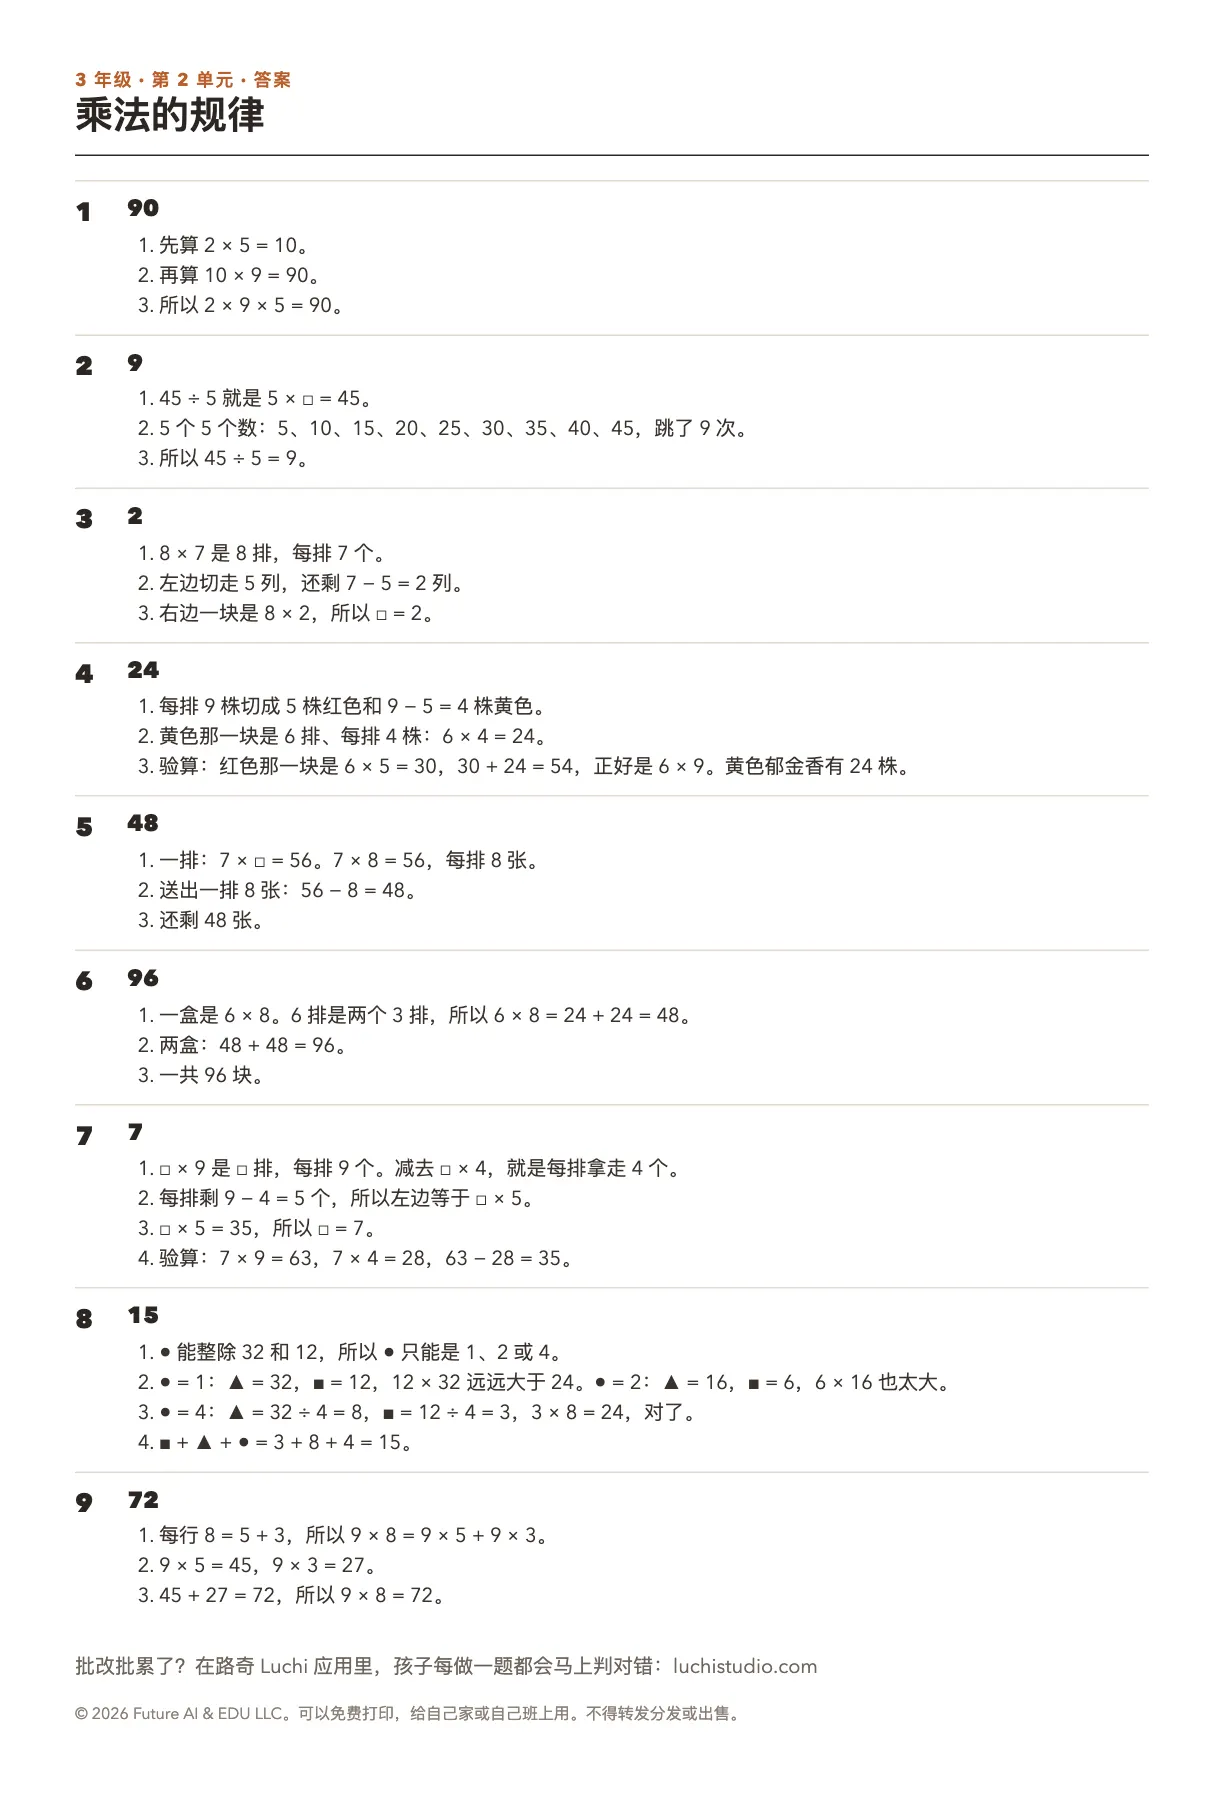 3 年级 · 第 2 单元 · 答案
乘法的规律
1 90
1. 先算 2 × 5 = 10。
2. 再算 10 × 9 = 90。
3. 所以 2 × 9 × 5 = 90。
2 9
1. 45 ÷ 5 就是 5 × □ = 45。
2. 5 个 5 个数：5、10、15、20、25、30、35、40、45，跳了 9 次。
3. 所以 45 ÷ 5 = 9。
3 2
1. 8 × 7 是 8 排，每排 7 个。
2. 左边切走 5 列，还剩 7 − 5 = 2 列。
3. 右边一块是 8 × 2，所以 □ = 2。
4 24
1. 每排 9 株切成 5 株红色和 9 − 5 = 4 株黄色。
2. 黄色那一块是 6 排、每排 4 株：6 × 4 = 24。
3. 验算：红色那一块是 6 × 5 = 30，30 + 24 = 54，正好是 6 × 9。黄色郁金香有 24 株。
5 48
1. 一排：7 × □ = 56。7 × 8 = 56，每排 8 张。
2. 送出一排 8 张：56 − 8 = 48。
3. 还剩 48 张。
6 96
1. 一盒是 6 × 8。6 排是两个 3 排，所以 6 × 8 = 24 + 24 = 48。
2. 两盒：48 + 48 = 96。
3. 一共 96 块。
7 7
1. □ × 9 是 □ 排，每排 9 个。减去 □ × 4，就是每排拿走 4 个。
2. 每排剩 9 − 4 = 5 个，所以左边等于 □ × 5。
3. □ × 5 = 35，所以 □ = 7。
4. 验算：7 × 9 = 63，7 × 4 = 28，63 − 28 = 35。
8 15
1. ● 能整除 32 和 12，所以 ● 只能是 1、2 或 4。
2. ● = 1：▲ = 32，■ = 12，12 × 32 远远大于 24。● = 2：▲ = 16，■ = 6，6 × 16 也太大。
3. ● = 4：▲ = 32 ÷ 4 = 8，■ = 12 ÷ 4 = 3，3 × 8 = 24，对了。
4. ■ + ▲ + ● = 3 + 8 + 4 = 15。
9 72
1. 每行 8 = 5 + 3，所以 9 × 8 = 9 × 5 + 9 × 3。
2. 9 × 5 = 45，9 × 3 = 27。
3. 45 + 27 = 72，所以 9 × 8 = 72。
批改批累了？在路奇 Luchi 应用里，孩子每做一题都会马上判对错：luchistudio.com
© 2026 Future AI & EDU LLC。可以免费打印，给自己家或自己班上用。不得转发分发或出售。